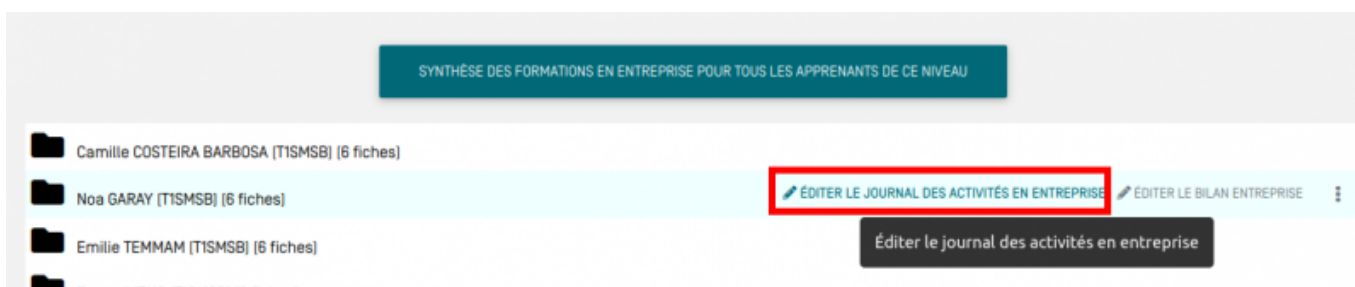 SYNTHÈSE DES FORMATIONS EN ENTREPRISE POUR TOUS LES APPRENANTS DE CE NIVEAU
Camille COSTEIRA BARBOSA (T1SMSB) (6 fiches)
Noa GARAY (T1SMSB) (6 fiches) ÉDITER LE JOURNAL DES ACTIVITÉS EN ENTREPRISE ÉDITER LE BILAN ENTREPRISE
Emilie TEMMAM (T1SMSB) (6 fiches) Éditer le journal des activités en entreprise